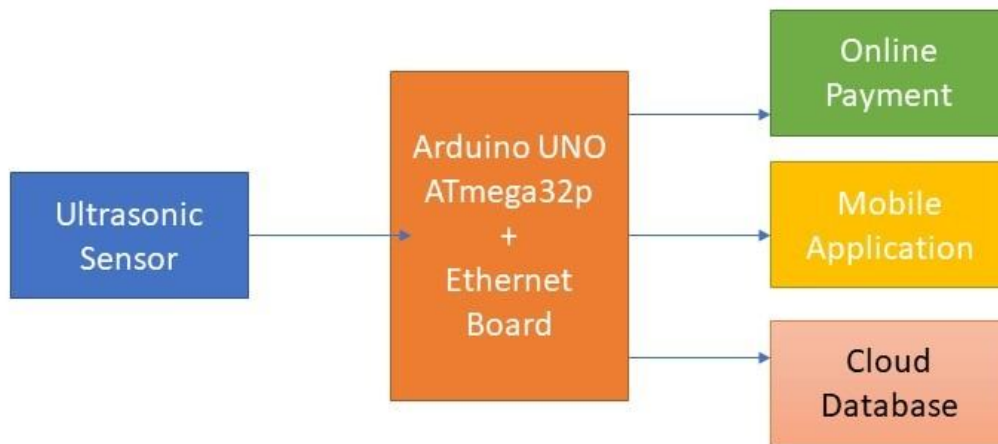 Ultrasonic
Sensor
Arduino UNO
ATmega32p
+
Ethernet
Board
Online
Payment
Mobile
Application
Cloud
Database